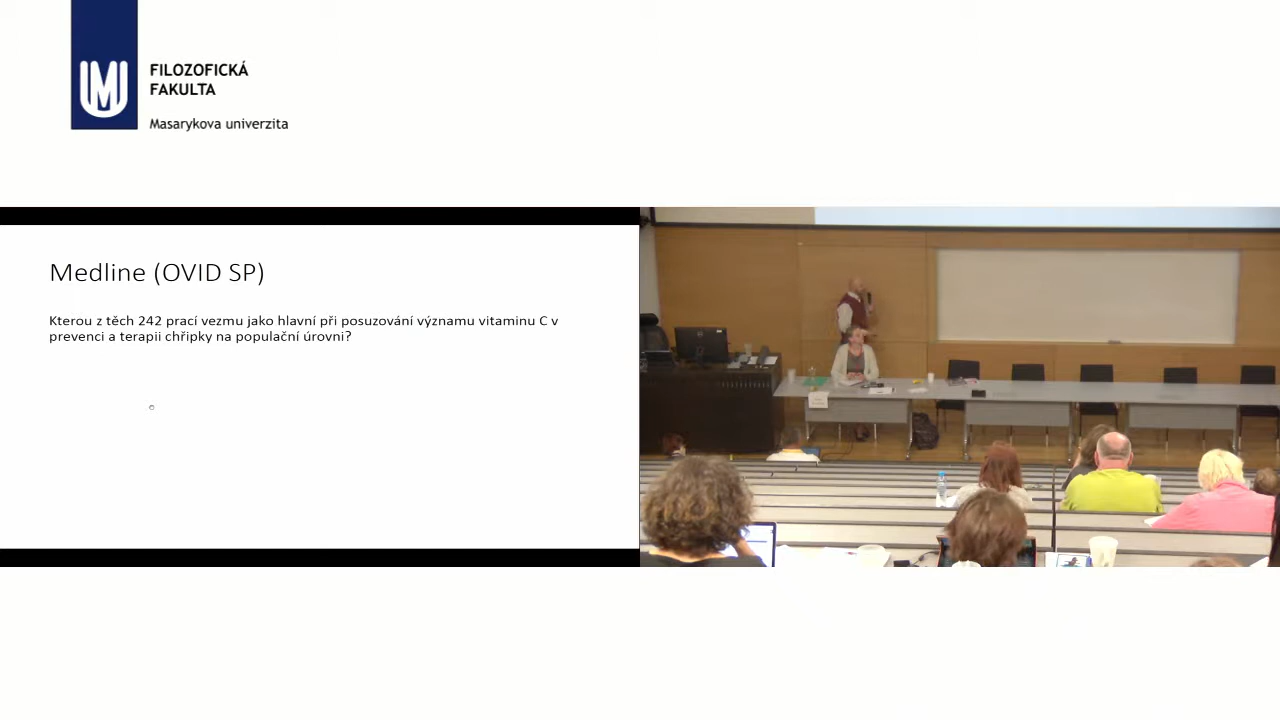 FILOZOFICKÁ
FAKULTA
Masarykova univerzita
Medline (OVID SP)
Kterou z těch 242 prací vezmu jako hlavní při posuzování významu vitaminu C v
prevenci a terapii chřipky na populační úrovni?